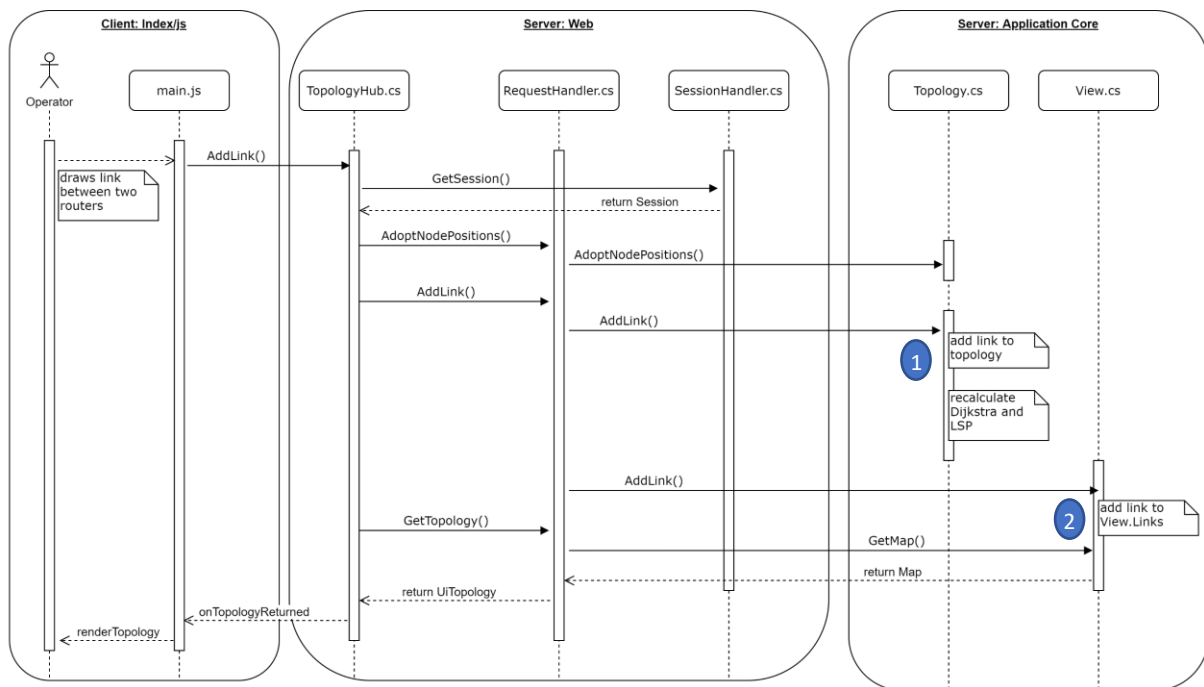 Client: Index/js
Server: Web
Server: Application Core
Operator
main.js
TopologyHub.cs
RequestHandler.cs
SessionHandler.cs
Topology.cs
View.cs
AddLink()
draws link
between two
routers
GetSession()
return Session
AdoptNodePositions()
AdoptNodePositions()
AddLink()
AddLink()
1
add link to
topology
recalculate
Dijkstra and
LSP
AddLink()
2
add link to
View.Links
GetTopology()
GetMap()
return Map
return UiTopology
onTopologyReturned
renderTopology